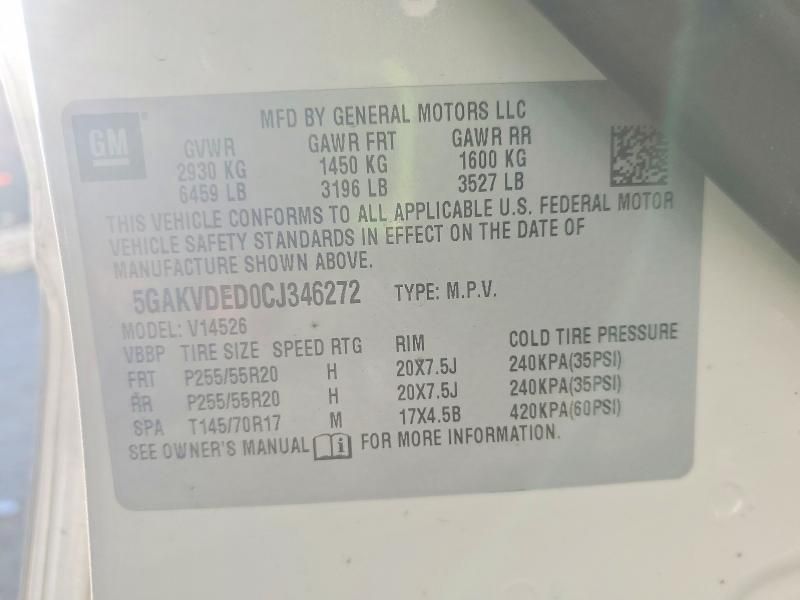 MFD BY GENERAL MOTORS LLC
GM
GVWR GAWR FRT GAWR RR
2930 KG 1450 KG 1600 KG
6459 LB 3196 LB 3527 LB
THIS VEHICLE CONFORMS TO ALL APPLICABLE U.S. FEDERAL MOTOR
VEHICLE SAFETY STANDARDS IN EFFECT ON THE DATE OF
MANUFACTURE SHOWN ABOVE.
5GAKVDED0CJ346272 TYPE: M.P.V.
MODEL: V14526
VBBP TIRE SIZE SPEED RTG RIM COLD TIRE PRESSURE
FRT P255/55R20 H 20X7.5J 240KPA(35PSI)
RR P255/55R20 H 20X7.5J 240KPA(35PSI)
SPA T145/70R17 M 17X4.5B 420KPA(60PSI)
SEE OWNER'S MANUAL i FOR MORE INFORMATION.